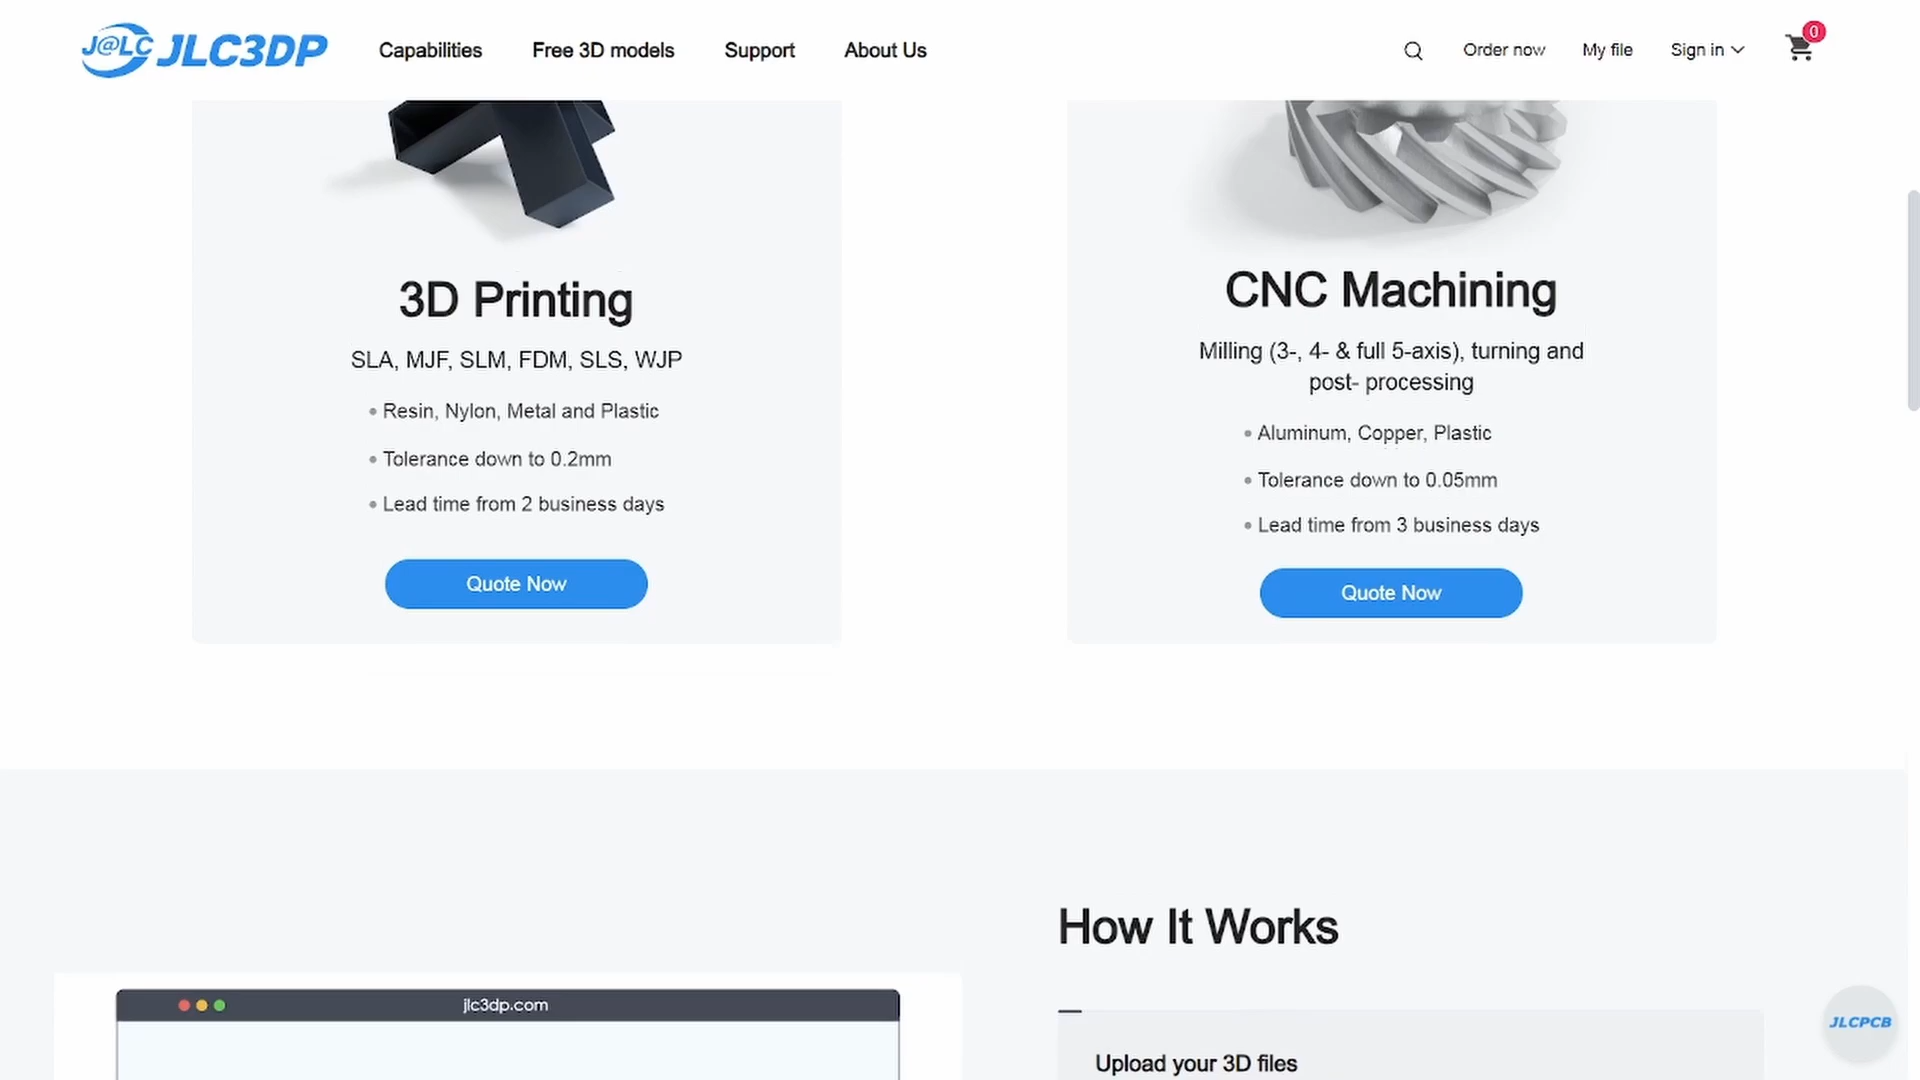 J@LC JLC3DP
Capabilities
Free 3D models
Support
About Us
Order now
My file
Sign in
0
3D Printing
SLA, MJF, SLM, FDM, SLS, WJP
• Resin, Nylon, Metal and Plastic
• Tolerance down to 0.2mm
• Lead time from 2 business days
Quote Now
CNC Machining
Milling (3-, 4- & full 5-axis), turning and
post- processing
• Aluminum, Copper, Plastic
• Tolerance down to 0.05mm
• Lead time from 3 business days
Quote Now
How It Works
jlc3dp.com
Upload your 3D files
JLCPCB